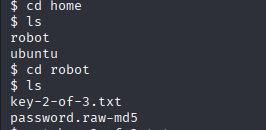 $ cd home
$ ls
robot
ubuntu
$ cd robot
$ ls
key-2-of-3.txt
password.raw-md5